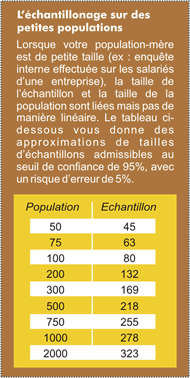 L'échantillonage sur des
petites populations
Lorsque votre population-mère
est de petite taille (ex : enquête
interne effectuée sur les salariés
d'une entreprise), la taille de
l'échantillon et la taille de la
population sont liées mais pas de
manière linéaire. Le tableau ci-
dessous vous donne des
approximations de tailles
d'échantillons admissibles au
seuil de confiance de 95%, avec
un risque d'erreur de 5%.
Population Echantillon
50 45
75 63
100 80
200 132
300 169
500 218
750 255
1000 278
2000 323